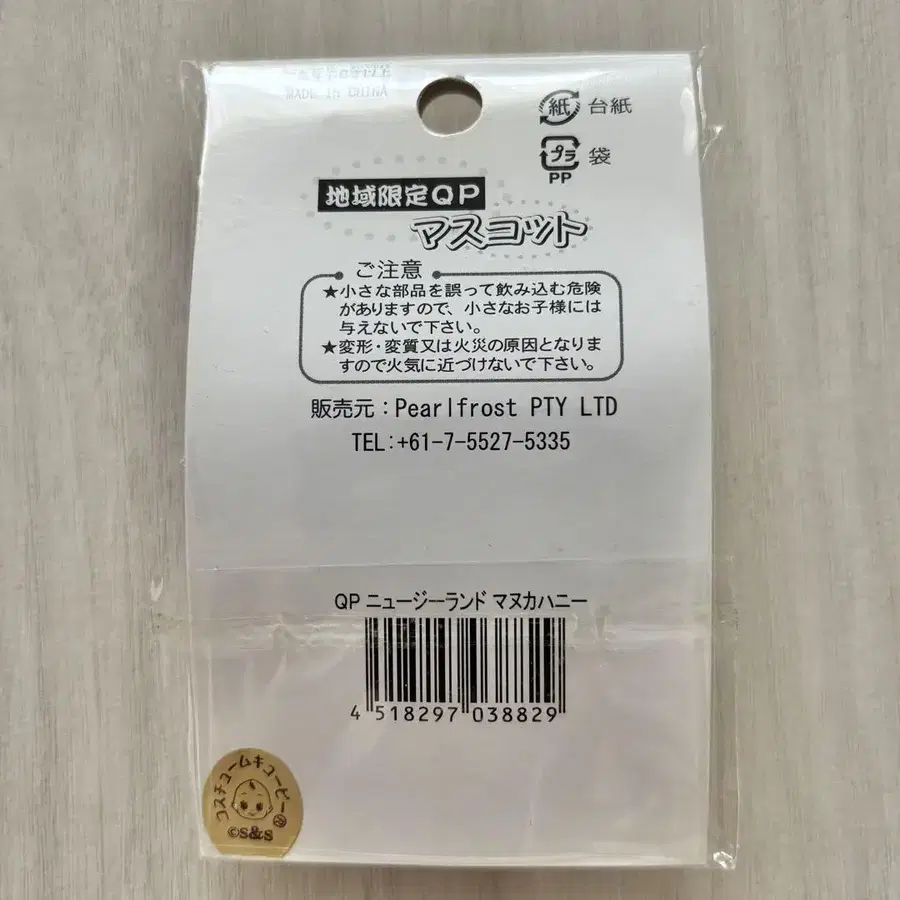 MADE IN CHINA
紙 台紙
プラ 袋
PP
地域限定QP
マスコット
ご注意
★小さな部品を誤って飲み込む危険
がありますので、小さなお子様には
与えないで下さい。
★変形・変質又は火災の原因となりま
すので火気に近づけないで下さい。
販売元：Pearlfrost PTY LTD
TEL:+61-7-5527-5335
QP ニュージーランド マヌカハニー
4 518297 038829
コスチュームキューピー
©S&S